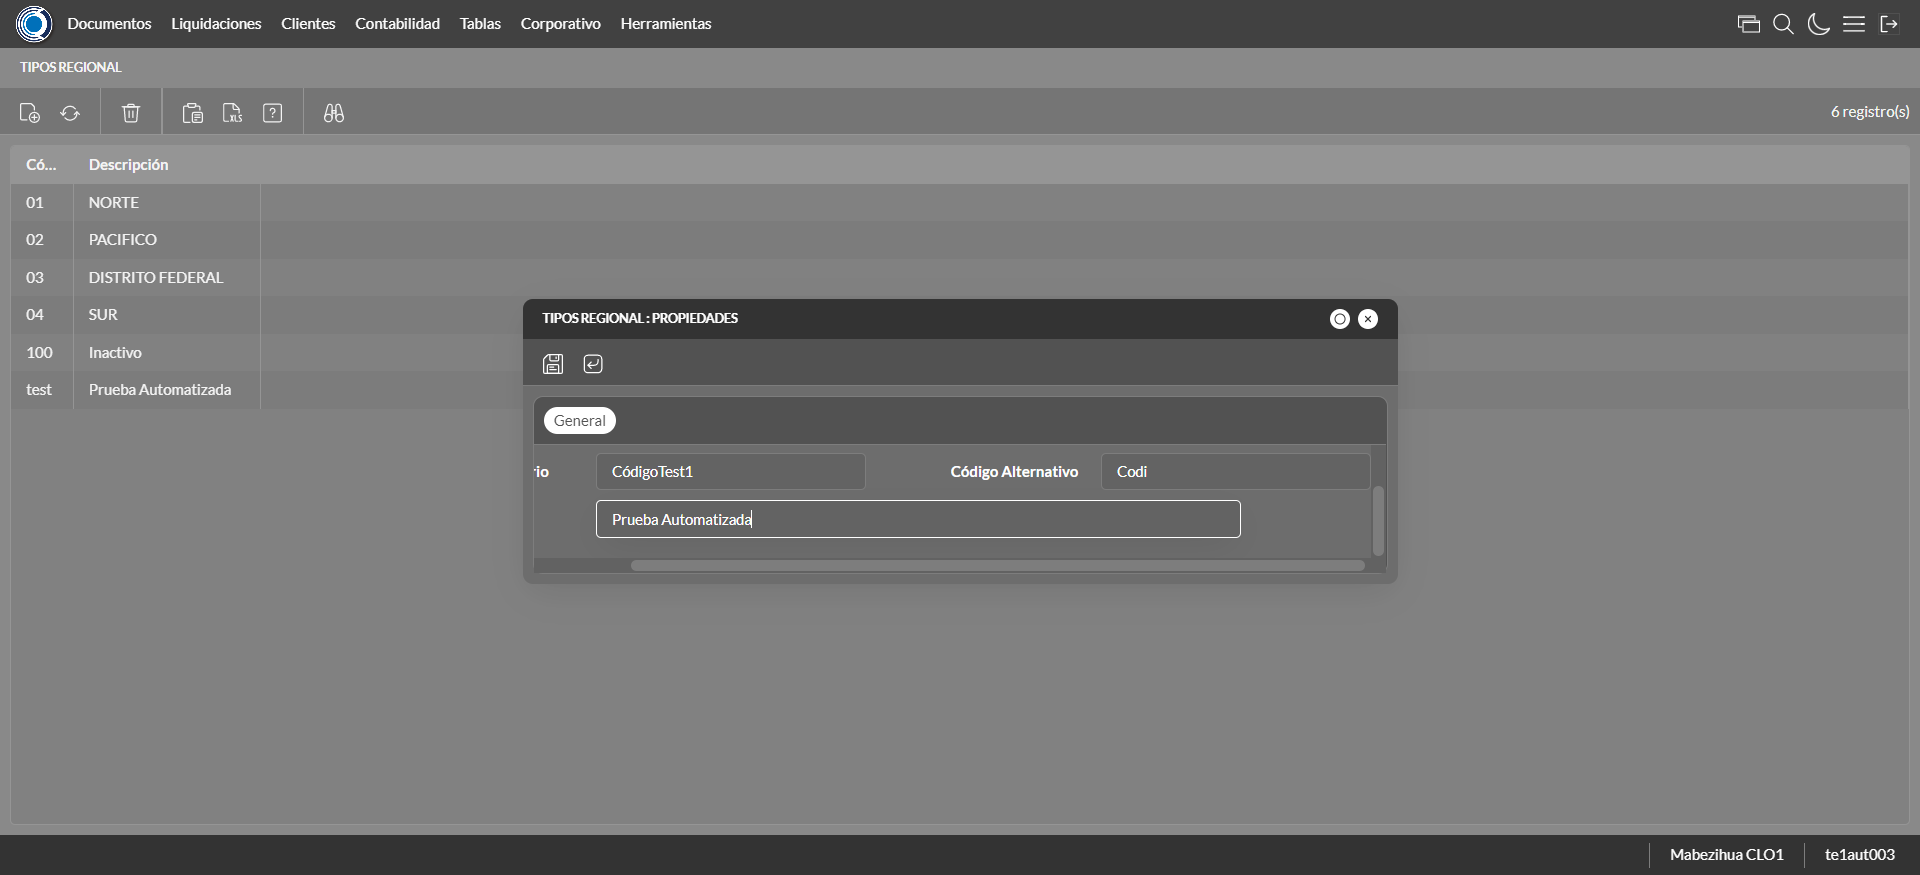 Documentos Liquidaciones Clientes Contabilidad Tablas Corporativo Herramientas
TIPOS REGIONAL
XLS ? 6 registro(s)
Có... Descripción
01 NORTE
02 PACIFICO
03 DISTRITO FEDERAL
04 SUR
100 Inactivo
test Prueba Automatizada
TIPOS REGIONAL : PROPIEDADES
General
rio CódigoTest1 Código Alternativo Codi
Prueba Automatizada
Mabezihua CLO1 te1aut003